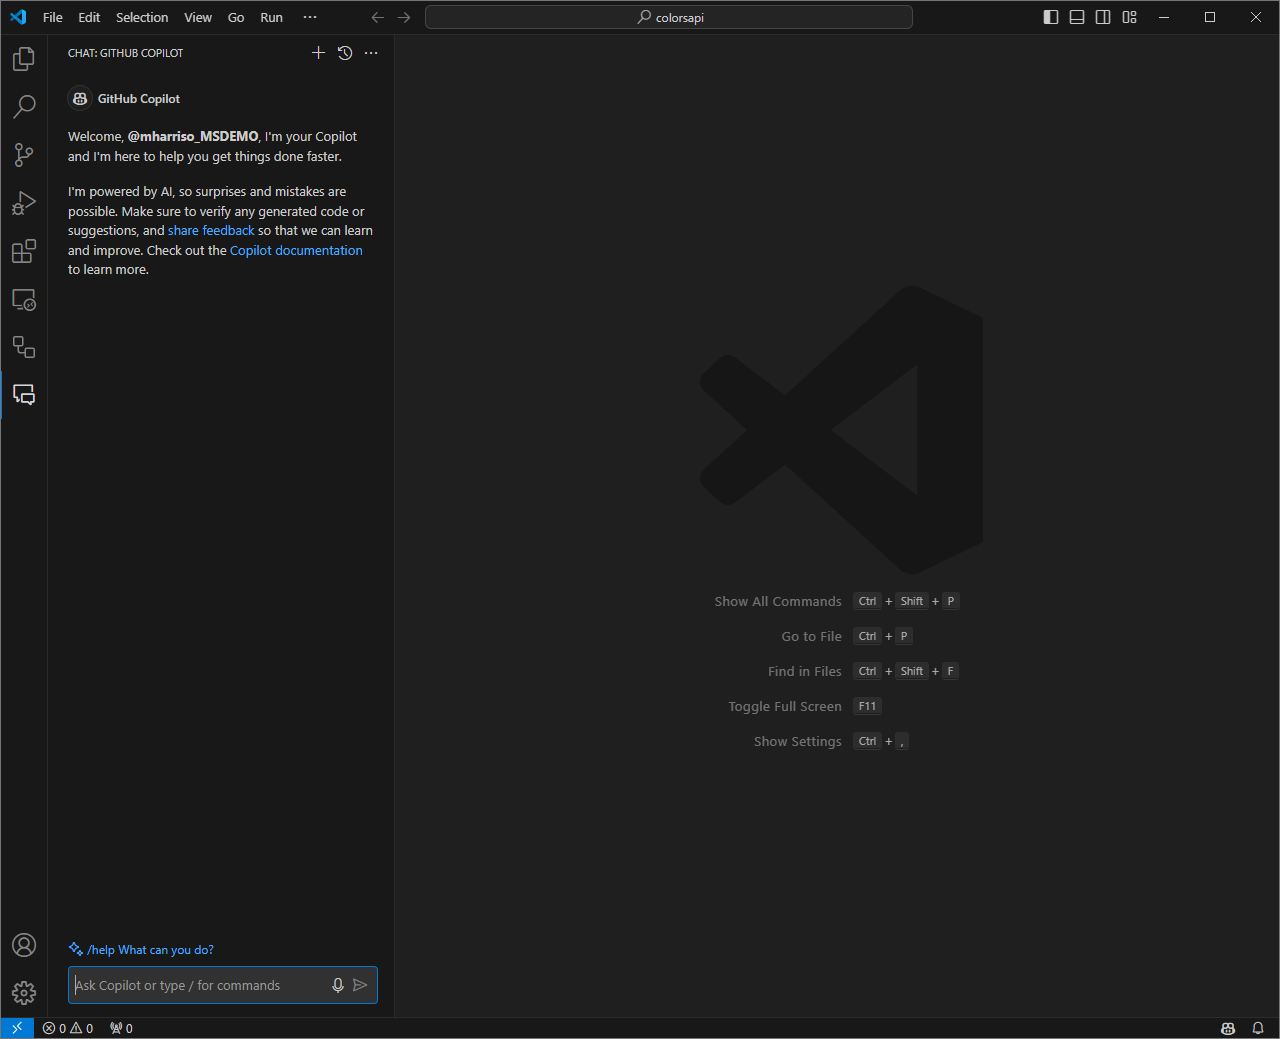 File Edit Selection View Go Run ···
colorsapi
CHAT: GITHUB COPILOT
GitHub Copilot
Welcome, @mharriso_MSDEMO, I'm your Copilot
and I'm here to help you get things done faster.
I'm powered by AI, so surprises and mistakes are
possible. Make sure to verify any generated code or
suggestions, and share feedback so that we can learn
and improve. Check out the Copilot documentation
to learn more.
Show All Commands Ctrl + Shift + P
Go to File Ctrl + P
Find in Files Ctrl + Shift + F
Toggle Full Screen F11
Show Settings Ctrl + ,
/help What can you do?
Ask Copilot or type / for commands
0 0 0